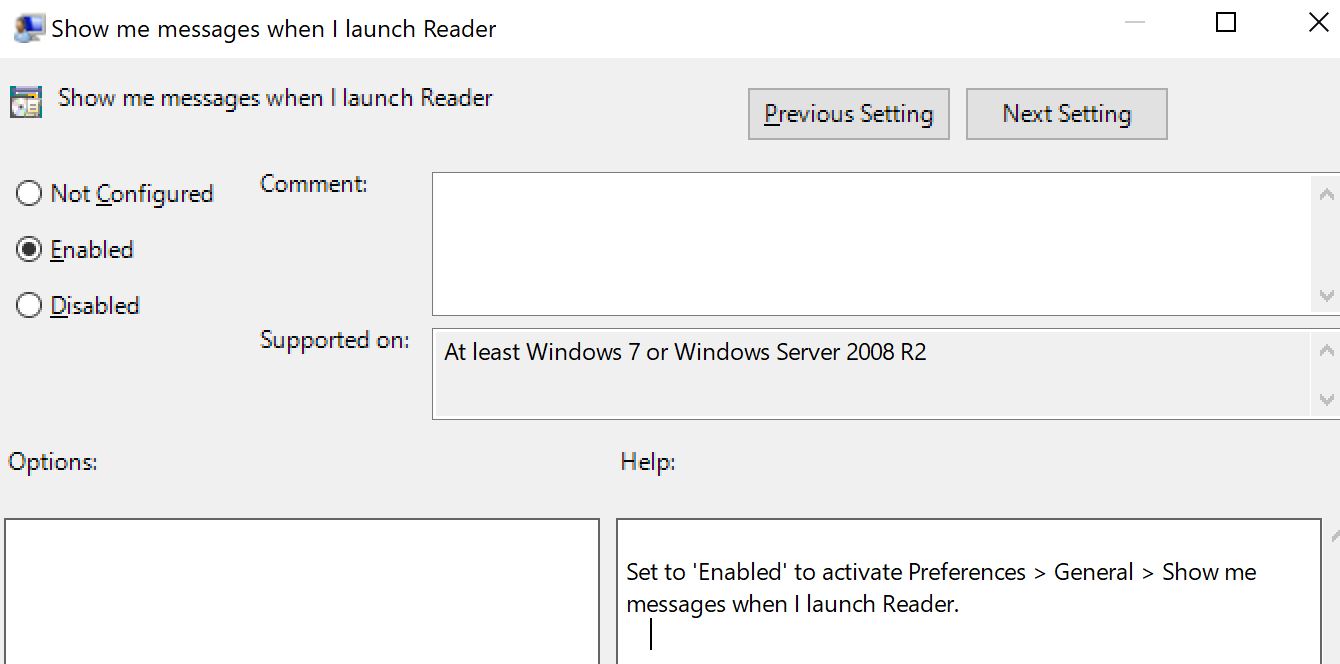 Show me messages when I launch Reader
Show me messages when I launch Reader
Previous Setting
Next Setting
Not Configured
Comment:
Enabled
Disabled
Supported on:
At least Windows 7 or Windows Server 2008 R2
Options:
Help:
Set to 'Enabled' to activate Preferences > General > Show me
messages when I launch Reader.